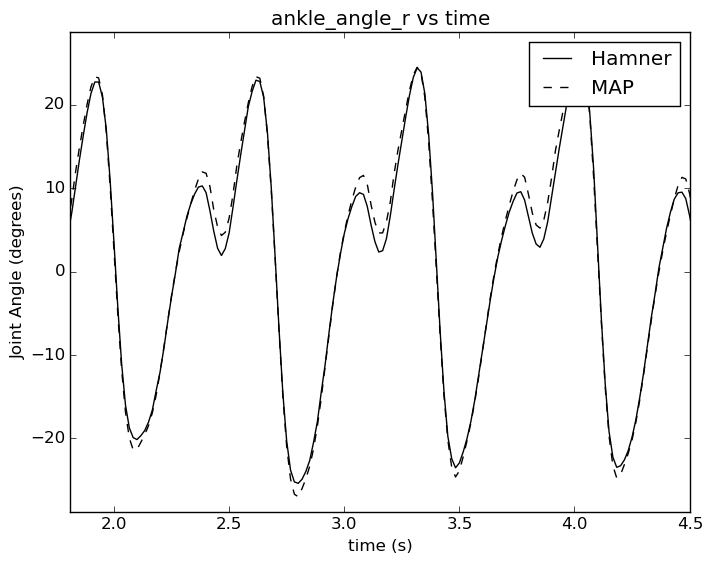 ankle_angle_r vs time
Hamner
MAP
20
10
0
−10
−20
Joint Angle (degrees)
2.0 2.5 3.0 3.5 4.0 4.5
time (s)